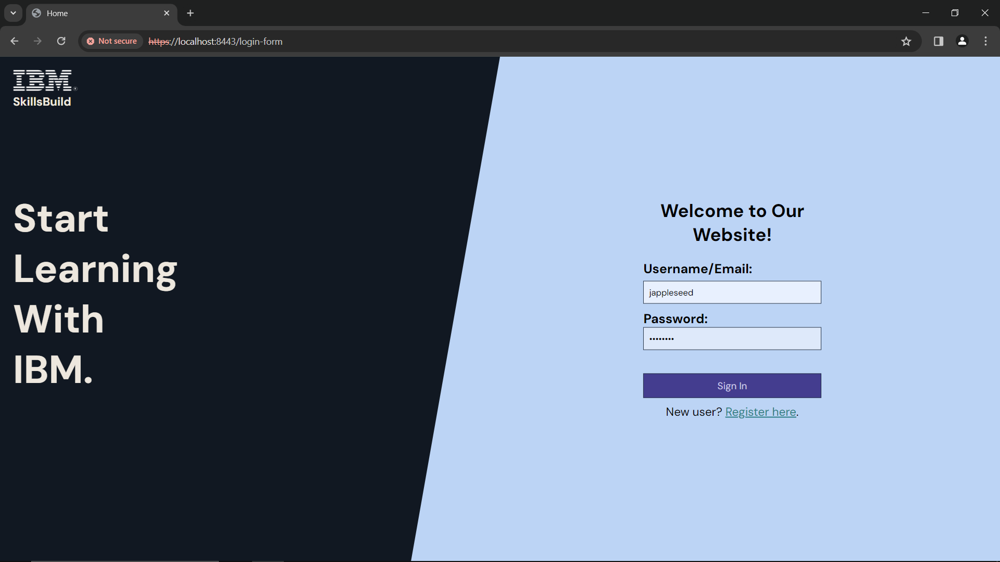 Home
Not secure https://localhost:8443/login-form
IBM
SkillsBuild
Start
Learning
With
IBM.
Welcome to Our
Website!
Username/Email:
jappleseed
Password:
••••••••
Sign In
New user? Register here.